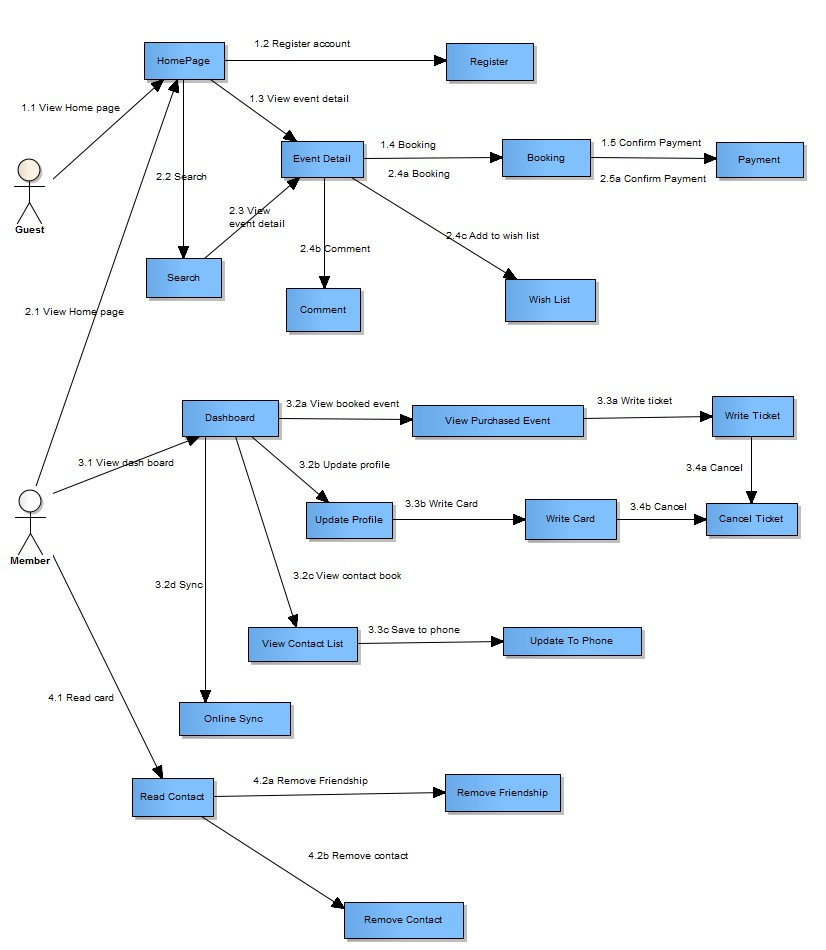 1.2 Register account
HomePage
Register
1.3 View event detail
1.1 View Home page
1.4 Booking
1.5 Confirm Payment
Event Detail
Booking
Payment
2.2 Search
2.4a Booking
2.5a Confirm Payment
2.3 View
event detail
Guest
2.4b Comment
2.4c Add to wish list
Search
Wish List
2.1 View Home page
Comment
3.2a View booked event
3.3a Write ticket
Dashboard
View Purchased Event
Write Ticket
3.1 View dash board
3.2b Update profile
3.4a Cancel
3.3b Write Card
3.4b Cancel
Update Profile
Write Card
Cancel Ticket
Member
3.2d Sync
3.2c View contact book
3.3c Save to phone
View Contact List
Update To Phone
4.1 Read card
Online Sync
4.2a Remove Friendship
Read Contact
Remove Friendship
4.2b Remove contact
Remove Contact